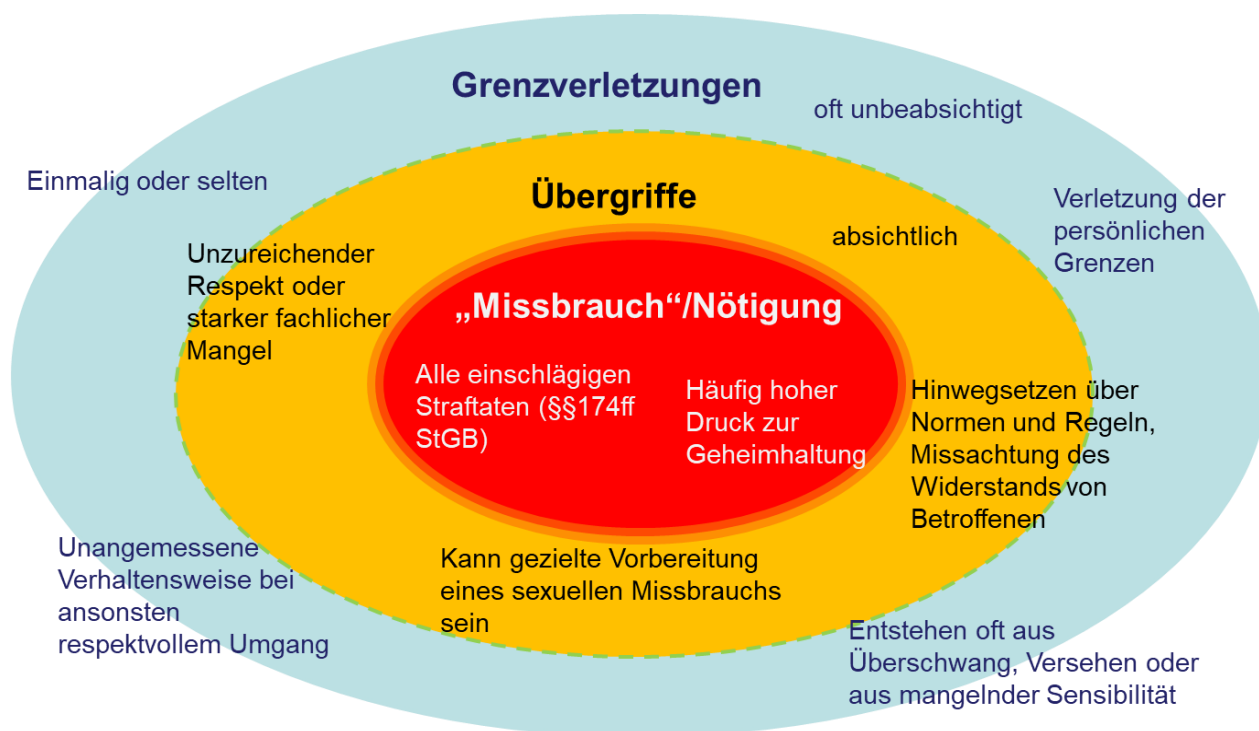 Grenzverletzungen
oft unbeabsichtigt
Einmalig oder selten
Verletzung der
persönlichen
Grenzen
Übergriffe
absichtlich
Unzureichender
Respekt oder
starker fachlicher
Mangel
„Missbrauch“/Nötigung
Alle einschlägigen
Straftaten (§§174ff
StGB)
Häufig hoher
Druck zur
Geheimhaltung
Hinwegsetzen über
Normen und Regeln,
Missachtung des
Widerstands von
Betroffenen
Kann gezielte Vorbereitung
eines sexuellen Missbrauchs
sein
Unangemessene
Verhaltensweise bei
ansonsten
respektvollem Umgang
Entstehen oft aus
Überschwang, Versehen oder
aus mangelnder Sensibilität